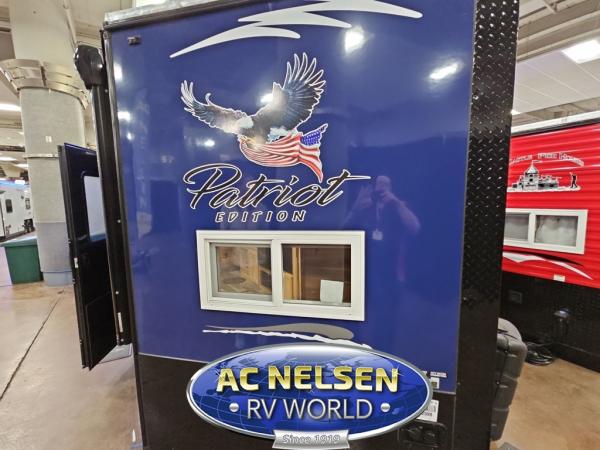 Patriot
EDITION
AC NELSEN
• RV WORLD •
Since 1919